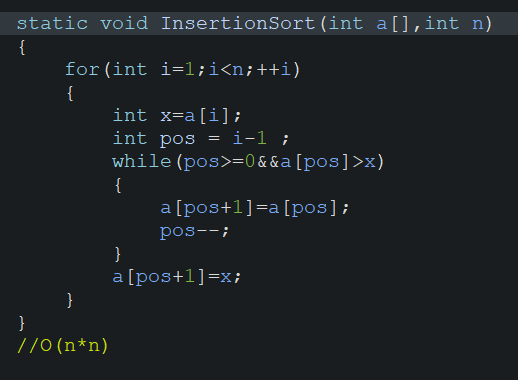 static void InsertionSort(int a[],int n)
{
    for(int i=1;i<n;++i)
    {
        int x=a[i];
        int pos = i-1 ;
        while(pos>=0&&a[pos]>x)
        {
            a[pos+1]=a[pos];
            pos--;
        }
        a[pos+1]=x;
    }
}
//O(n*n)